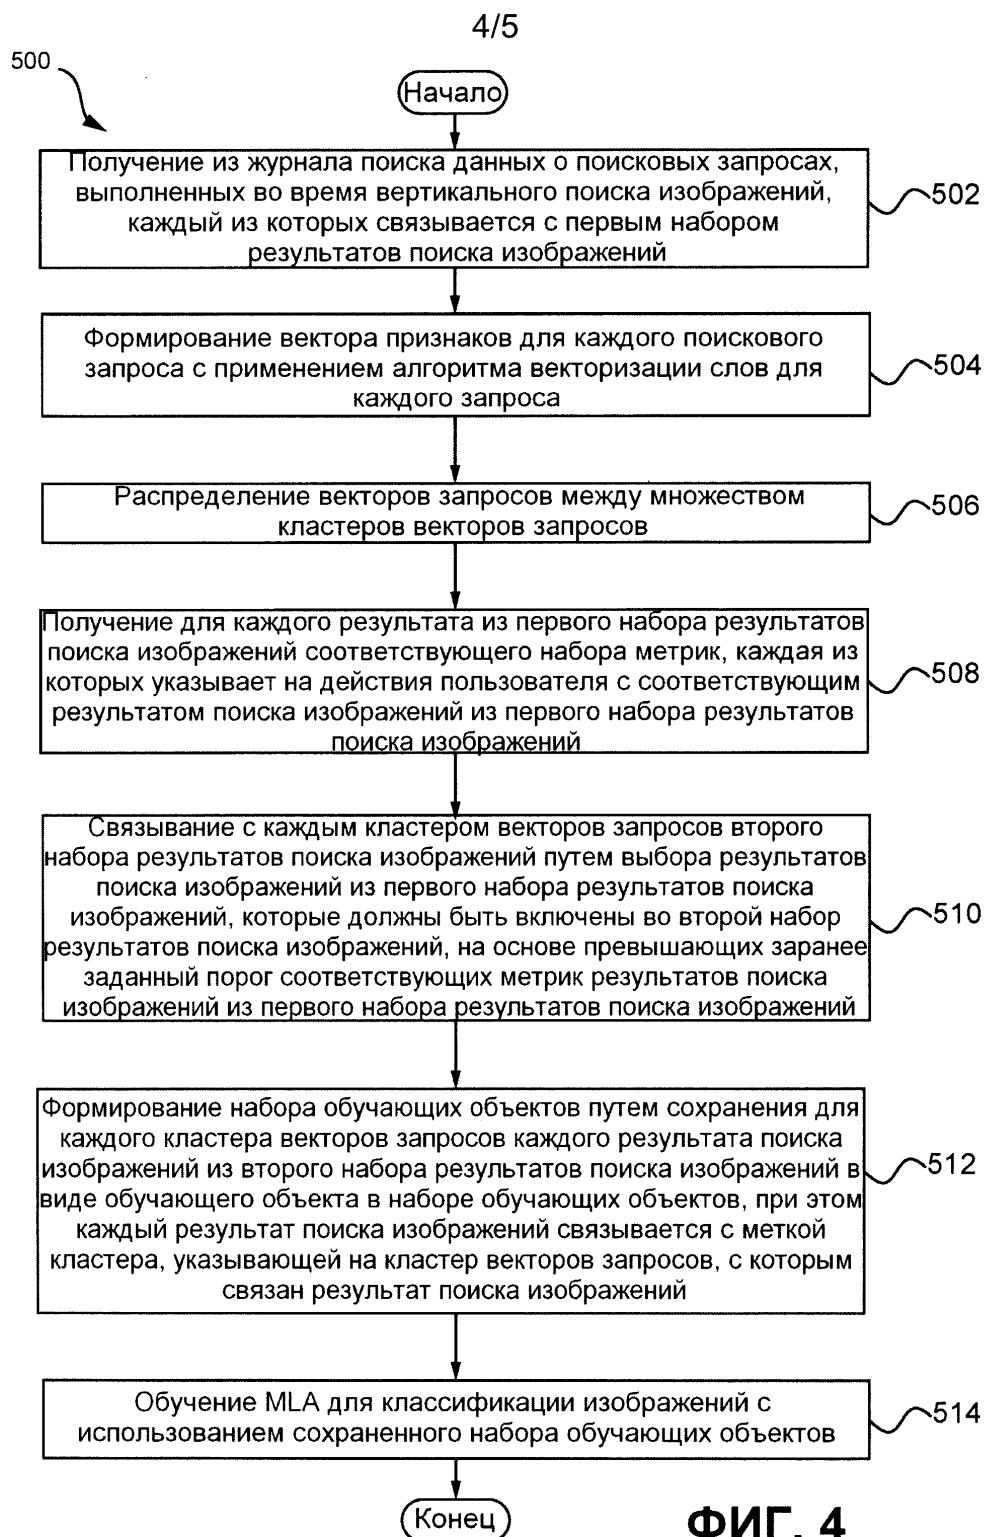 4/5
500
Начало
Получение из журнала поиска данных о поисковых запросах,
выполненных во время вертикального поиска изображений,
каждый из которых связывается с первым набором
результатов поиска изображений
502
Формирование вектора признаков для каждого поискового
запроса с применением алгоритма векторизации слов для
каждого запроса
504
Распределение векторов запросов между множеством
кластеров векторов запросов
506
Получение для каждого результата из первого набора результатов
поиска изображений соответствующего набора метрик, каждая из
которых указывает на действия пользователя с соответствующим
результатом поиска изображений из первого набора результатов
поиска изображений
508
Связывание с каждым кластером векторов запросов второго
набора результатов поиска изображений путем выбора результатов
поиска изображений из первого набора результатов поиска
изображений, которые должны быть включены во второй набор
результатов поиска изображений, на основе превышающих заранее
заданный порог соответствующих метрик результатов поиска
изображений из первого набора результатов поиска изображений
510
Формирование набора обучающих объектов путем сохранения для
каждого кластера векторов запросов каждого результата поиска
изображений из второго набора результатов поиска изображений в
виде обучающего объекта в наборе обучающих объектов, при этом
каждый результат поиска изображений связывается с меткой
кластера, указывающей на кластер векторов запросов, с которым
связан результат поиска изображений
512
Обучение MLA для классификации изображений с
использованием сохраненного набора обучающих объектов
514
Конец
ФИГ. 4